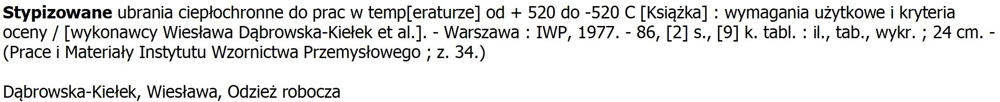 Stypizowane ubrania ciepłochronne do prac w temp[eraturze] od + 520 do -520 C [Książka] : wymagania użytkowe i kryteria
oceny / [wykonawcy Wiesława Dąbrowska-Kiełek et al.]. - Warszawa : IWP, 1977. - 86, [2] s., [9] k. tabl. : il., tab., wykr. ; 24 cm. -
(Prace i Materiały Instytutu Wzornictwa Przemysłowego ; z. 34.)
Dąbrowska-Kiełek, Wiesława, Odzież robocza